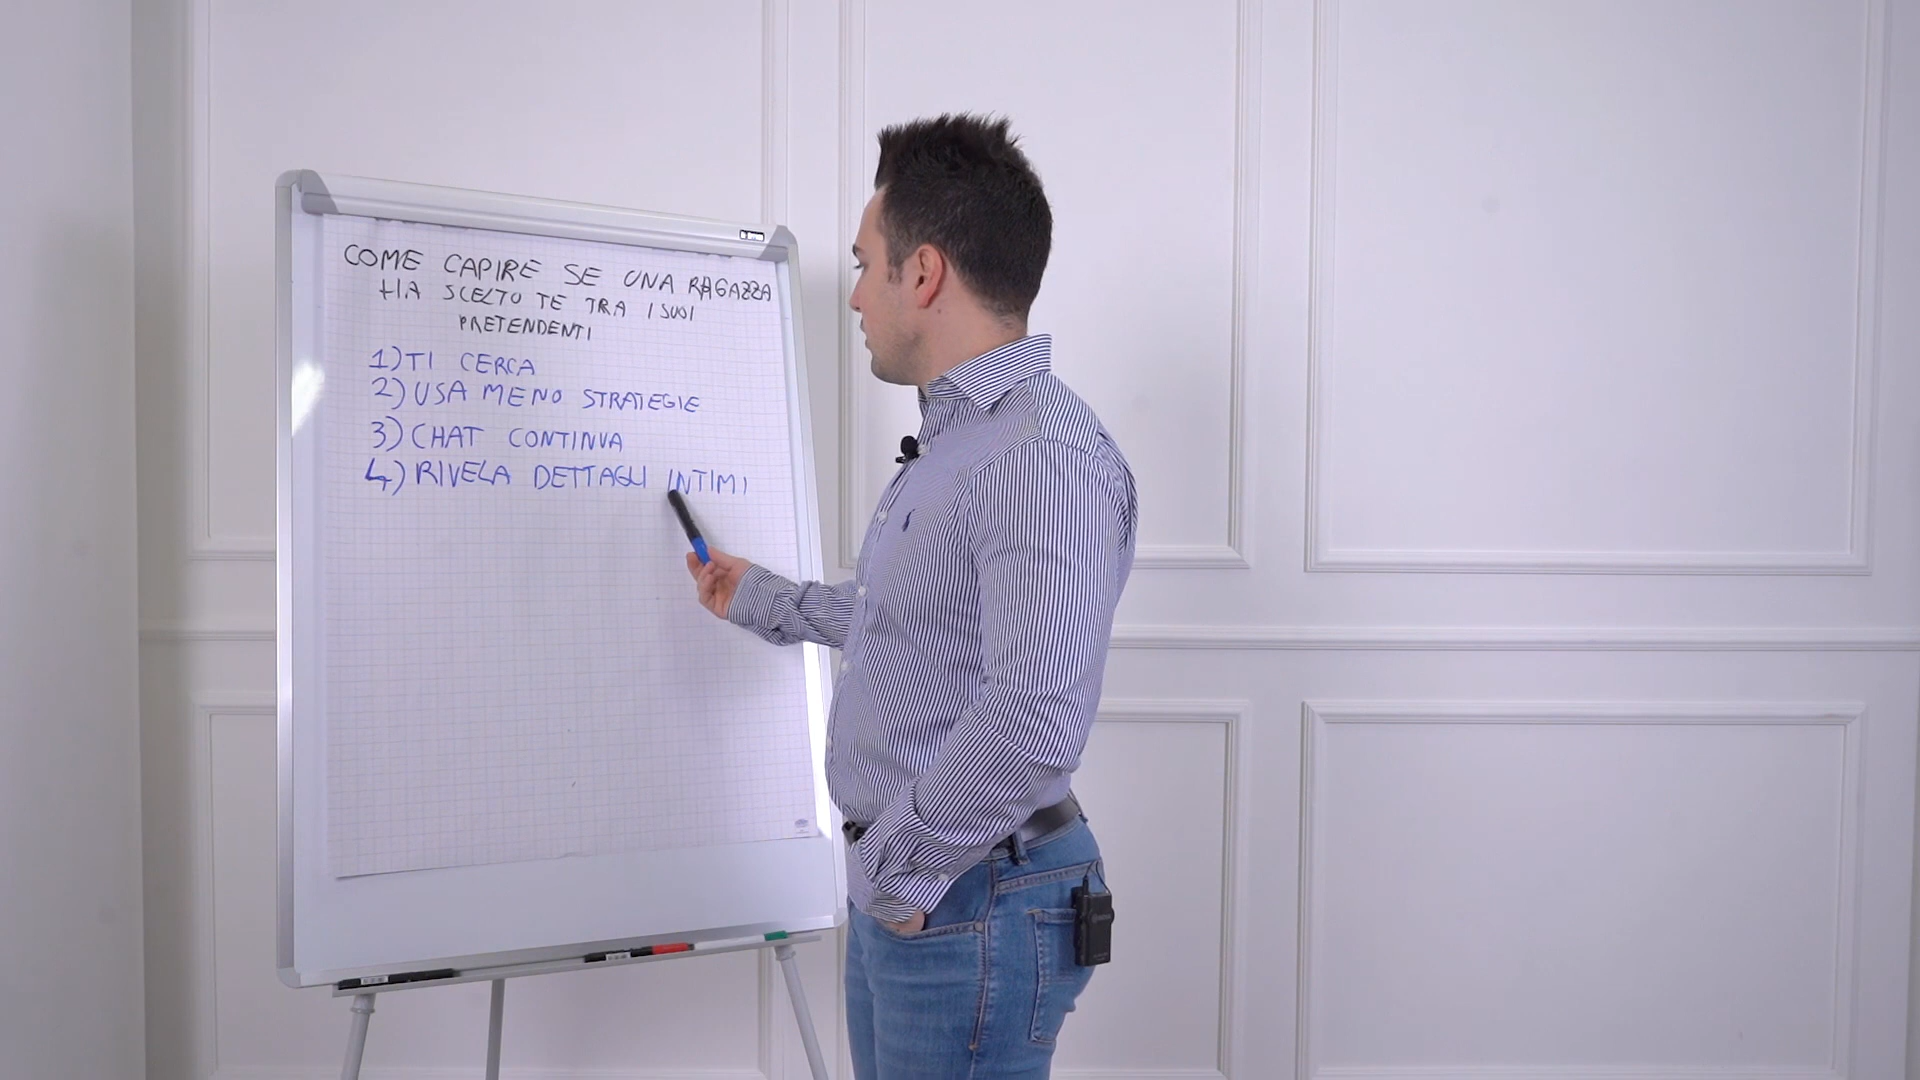 COME CAPIRE SE UNA RAGAZZA
HA SCELTO TE TRA I SUOI
PRETENDENTI
1) TI CERCA
2) USA MENO STRATEGIE
3) CHAT CONTINUA
4) RIVELA DETTAGLI INTIMI